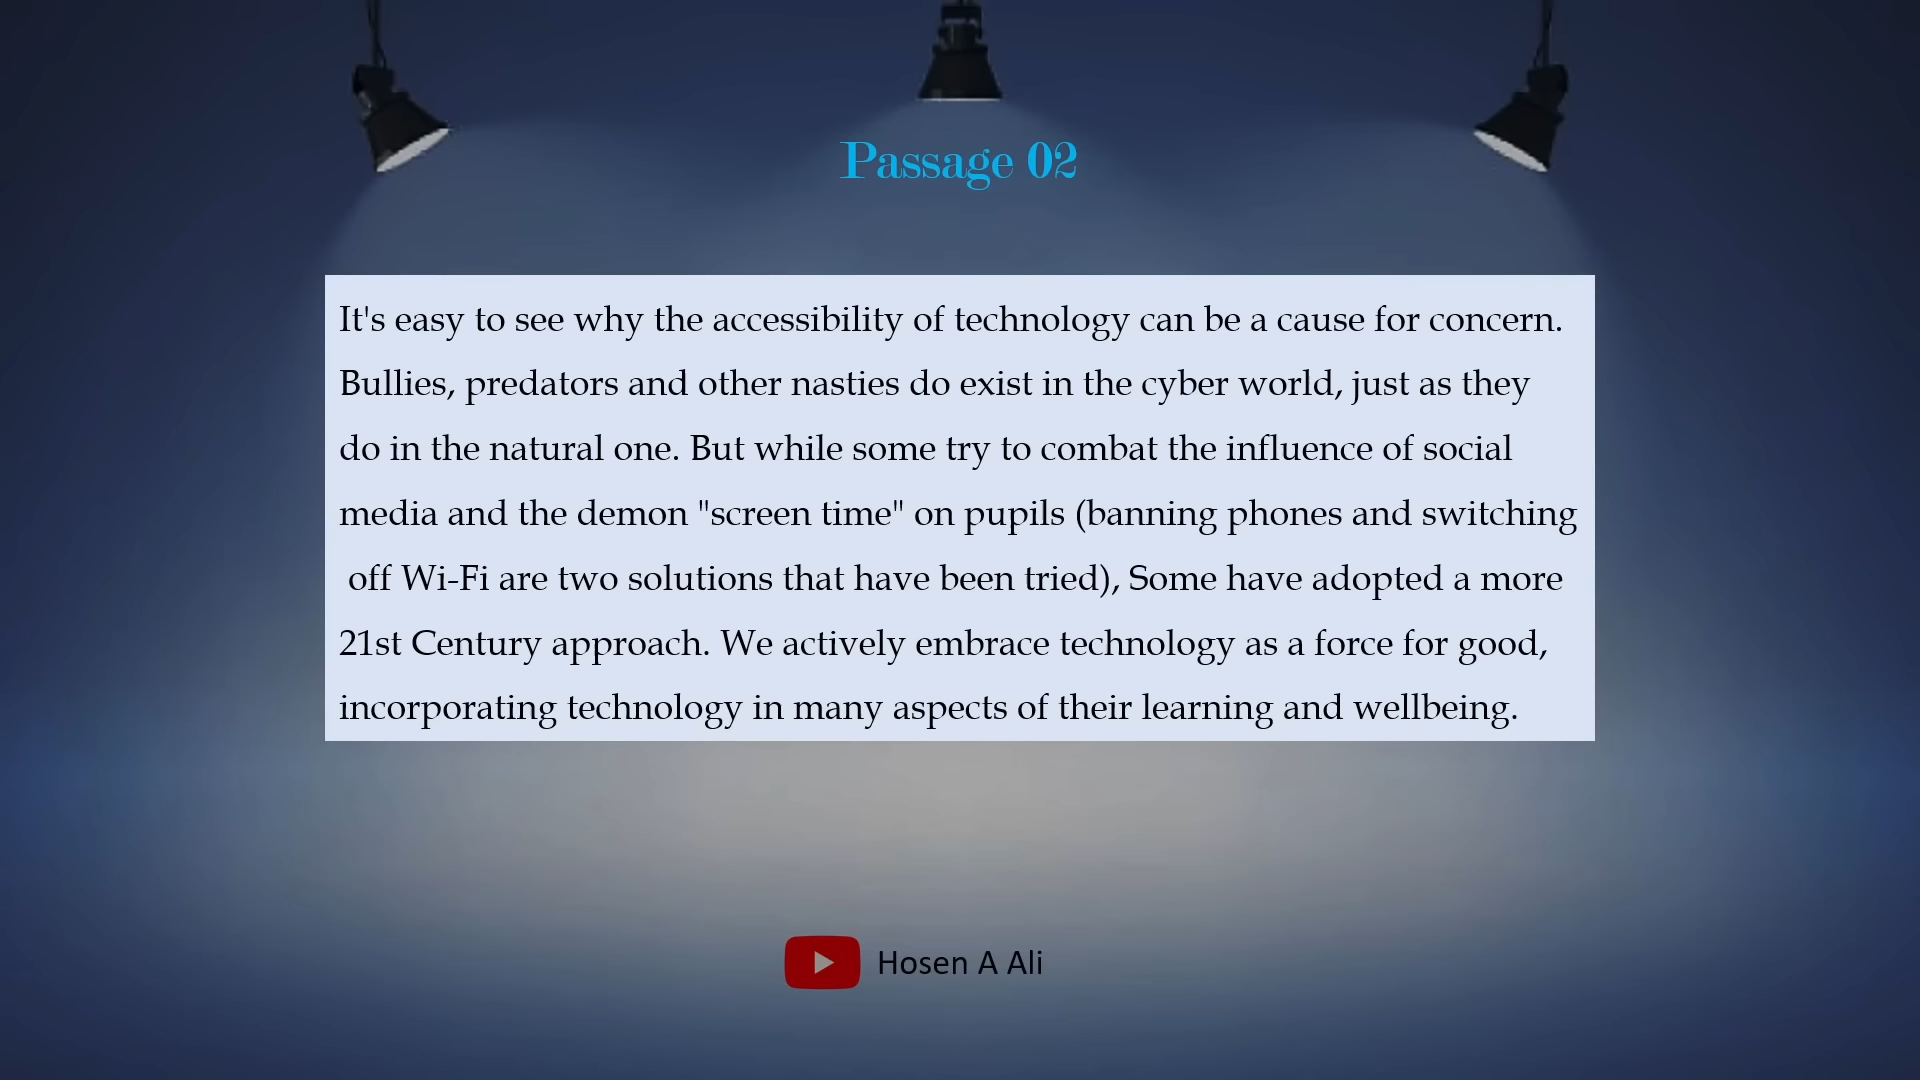 Passage 02
It's easy to see why the accessibility of technology can be a cause for concern.
Bullies, predators and other nasties do exist in the cyber world, just as they
do in the natural one. But while some try to combat the influence of social
media and the demon "screen time" on pupils (banning phones and switching
off Wi-Fi are two solutions that have been tried), Some have adopted a more
21st Century approach. We actively embrace technology as a force for good,
incorporating technology in many aspects of their learning and wellbeing.
Hosen A Ali